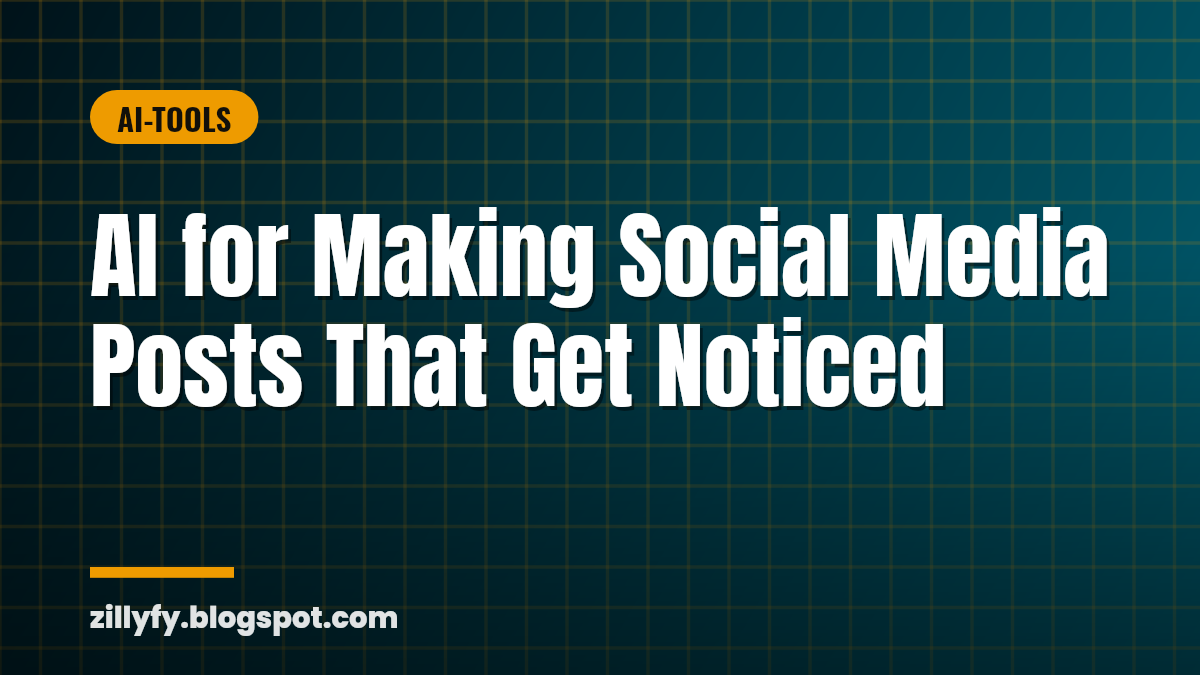 AI-TOOLS
AI for Making Social Media
Posts That Get Noticed
zillyfy.blogspot.com